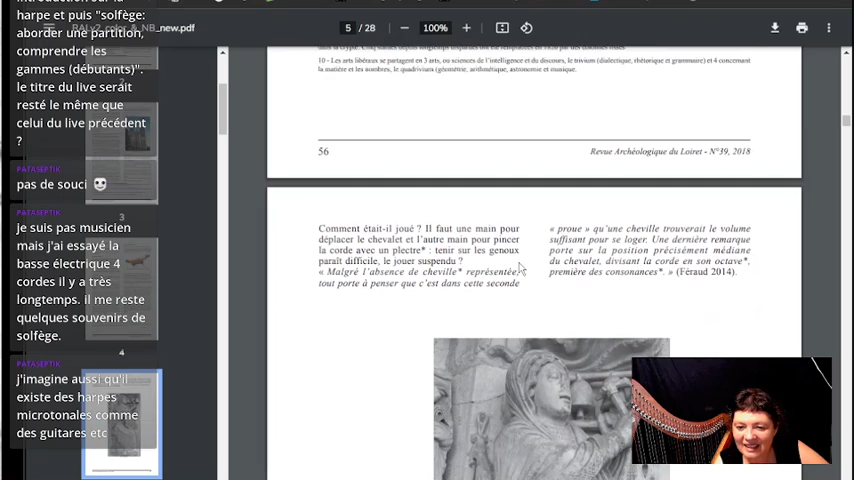 introduction sur la
harpe et puis "solfège:
aborder une partition,
comprendre les
gammes (débutants)".
le titre du live serait
resté le même que
celui du live précédent
?
PATASEPTIK
pas de souci
PATASEPTIK
je suis pas musicien
mais j'ai essayé la
basse électrique 4
cordes il y a très
longtemps. il me reste
quelques souvenirs de
solfège.
PATASEPTIK
j'imagine aussi qu'il
existe des harpes
microtonales comme
des guitares etc
RALv2_color_&_NB_new.pdf
5 / 28
100%
2
3
4
10 - Les arts libéraux se partagent en 3 arts, ou sciences de l'intelligence et du discours, le trivium (dialectique, rhétorique et grammaire) et 4 concernant
la matière et les nombres, le quadrivium (géométrie, arithmétique, astronomie et musique.
56
Revue Archéologique du Loiret - N°39, 2018
Comment était-il joué ? Il faut une main pour
déplacer le chevalet et l'autre main pour pincer
la corde avec un plectre* : tenir sur les genoux
paraît difficile, le jouer suspendu ?
« Malgré l'absence de cheville* représentée,
tout porte à penser que c'est dans cette seconde
« proue » qu'une cheville trouverait le volume
suffisant pour se loger. Une dernière remarque
porte sur la position précisément médiane
du chevalet, divisant la corde en son octave*,
première des consonances*. » (Féraud 2014).